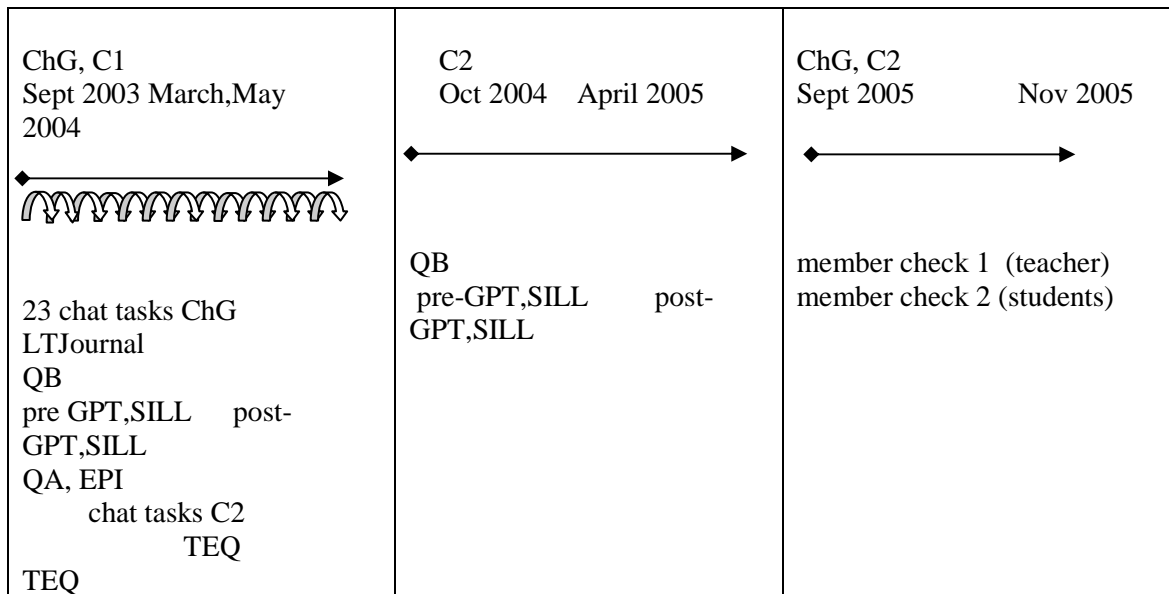 ChG, C1
Sept 2003 March,May
2004
23 chat tasks ChG
LTJournal
QB
pre GPT,SILL post-
GPT,SILL
QA, EPI
chat tasks C2
TEQ
TEQ
C2
Oct 2004 April 2005
QB
pre-GPT,SILL post-
GPT,SILL
ChG, C2
Sept 2005 Nov 2005
member check 1 (teacher)
member check 2 (students)